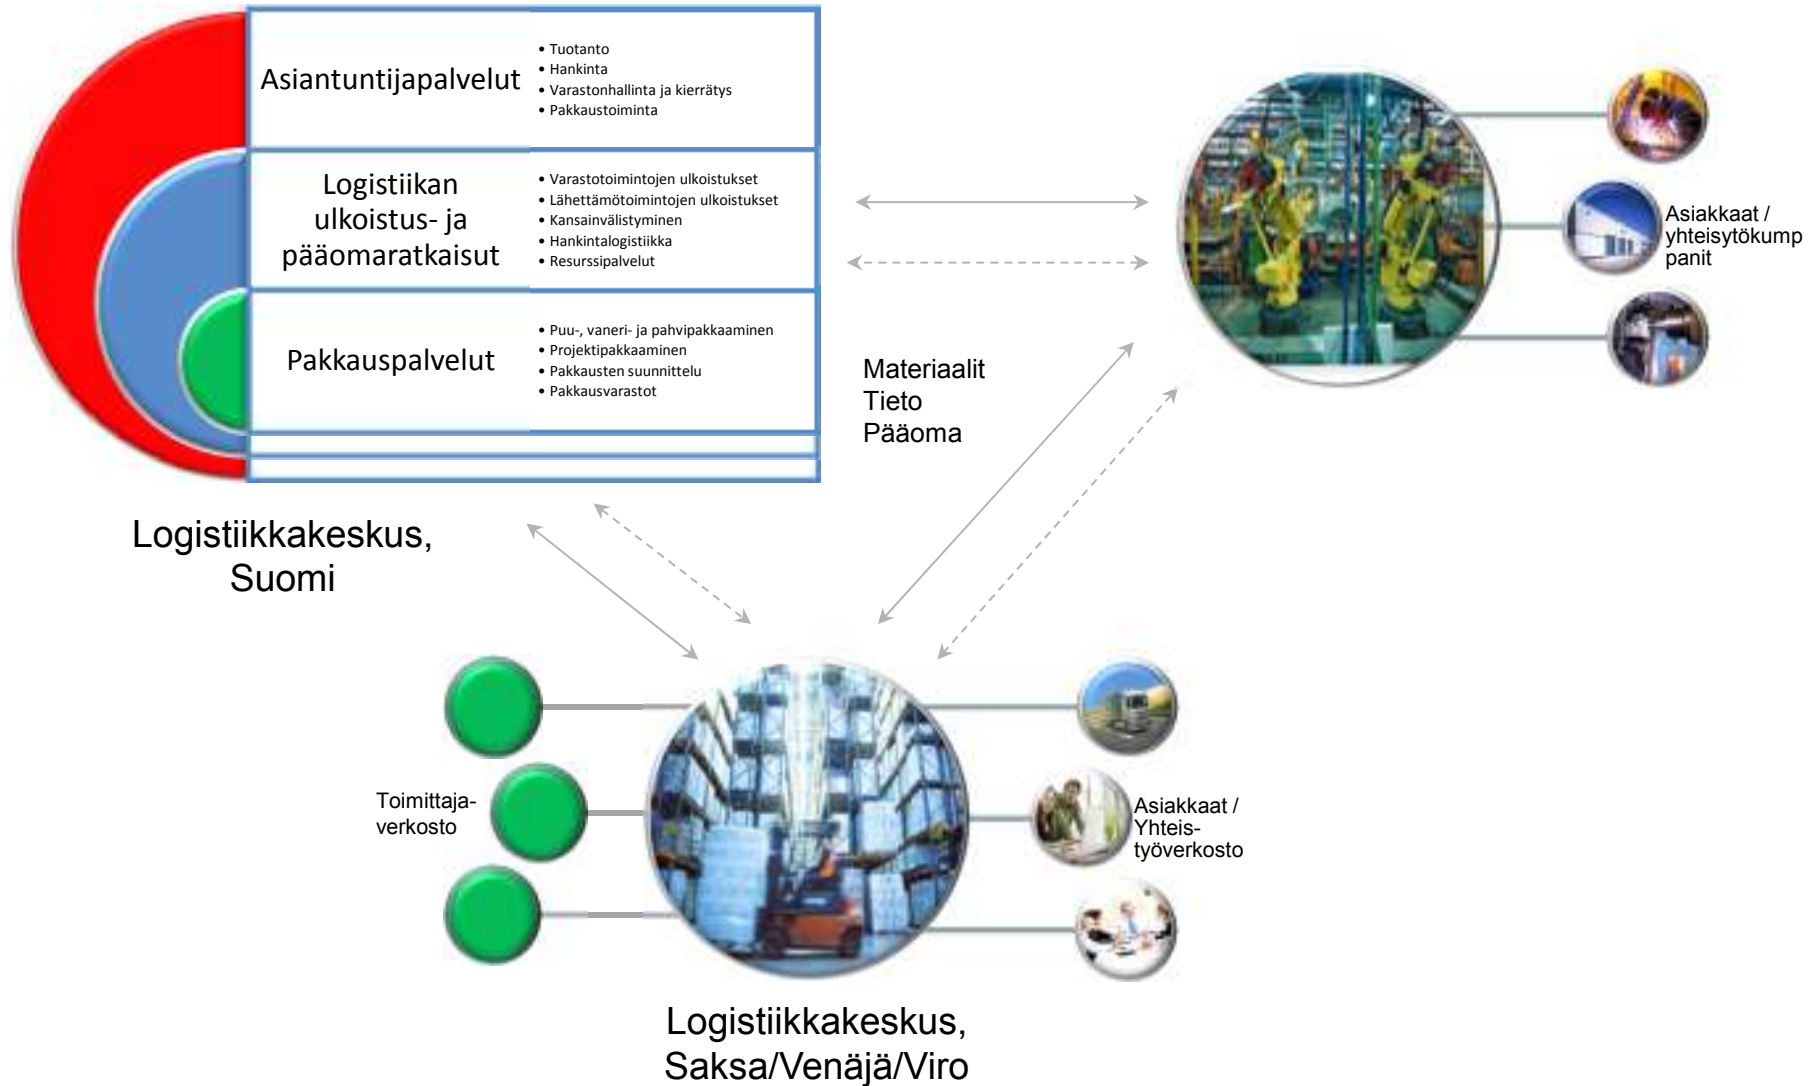 Asiantuntijapalvelut
• Tuotanto
• Hankinta
• Varastonhallinta ja kierrätys
• Pakkaustoiminta
Logistiikan
ulkoistus- ja
pääomaratkaisut
• Varastotoimintojen ulkoistukset
• Lähettämötoimintojen ulkoistukset
• Kansainvälistyminen
• Hankintalogistiikka
• Resurssipalvelut
Pakkauspalvelut
• Puu-, vaneri- ja pahvipakkaaminen
• Projektipakkaaminen
• Pakkausten suunnittelu
• Pakkausvarastot
Logistiikkakeskus,
Suomi
Materiaalit
Tieto
Pääoma
Asiakkaat /
yhteisytökump
panit
Toimittaja-
verkosto
Asiakkaat /
Yhteis-
työverkosto
Logistiikkakeskus,
Saksa/Venäjä/Viro